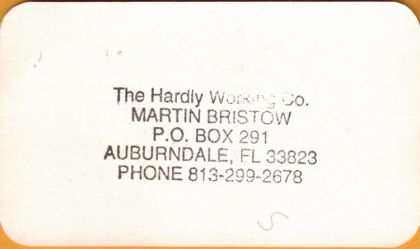 The Hardly Working Co.
MARTIN BRISTOW
P.O. BOX 291
AUBURNDALE, FL 33823
PHONE 813-299-2678